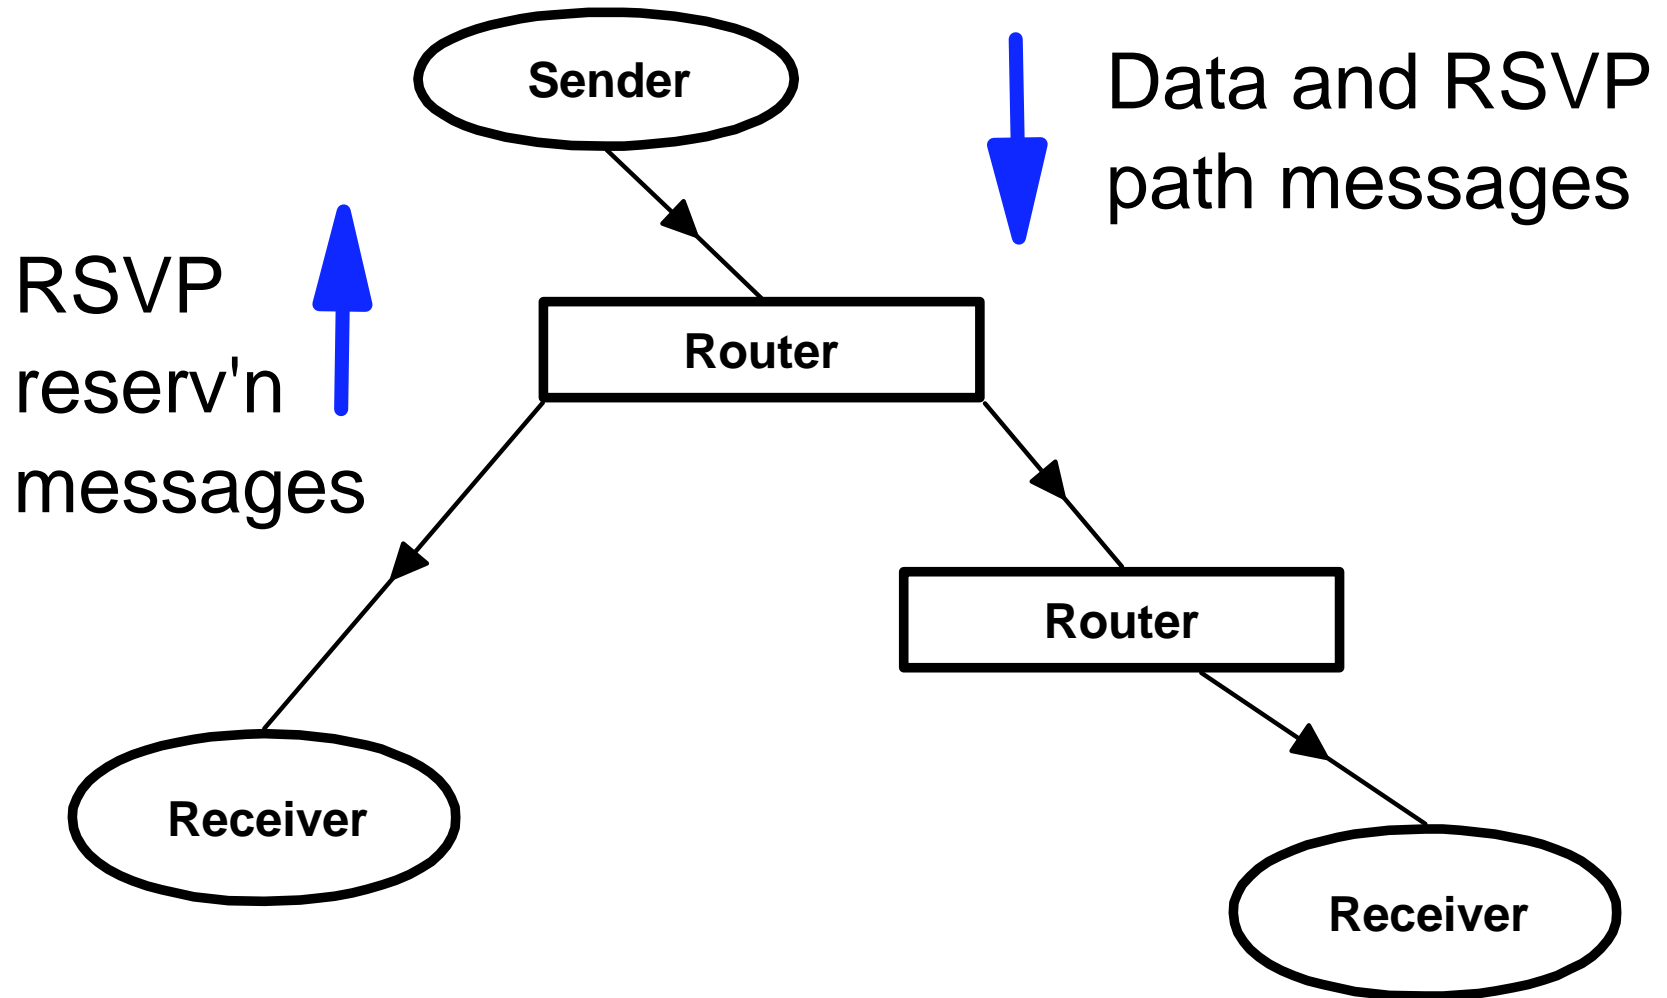 Sender
Data and RSVP
path messages
RSVP
reserv'n
messages
Router
Router
Receiver
Receiver